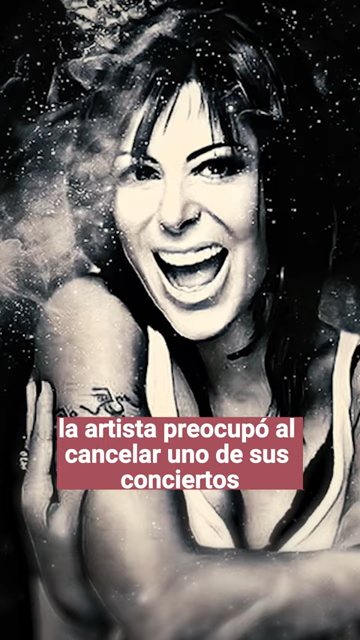 la artista preocupó al
cancelar uno de sus
conciertos